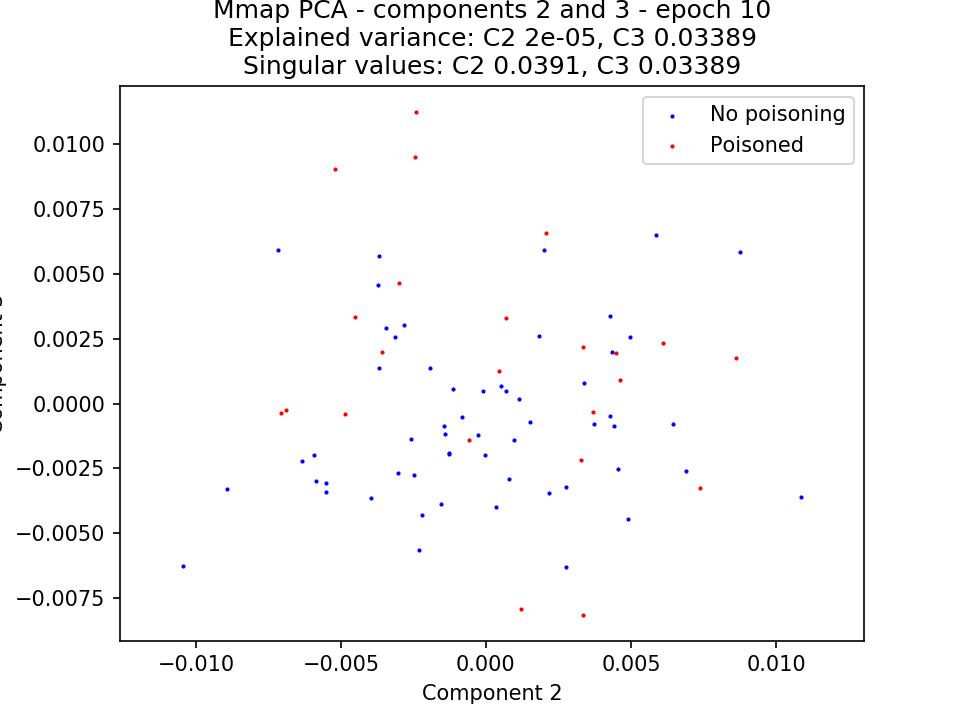 Mmap PCA - components 2 and 3 - epoch 10
Explained variance: C2 2e-05, C3 0.03389
Singular values: C2 0.0391, C3 0.03389
No poisoning
Poisoned
0.0100
0.0075
0.0050
0.0025
0.0000
−0.0025
−0.0050
−0.0075
−0.010
−0.005
0.000
0.005
0.010
Component 2